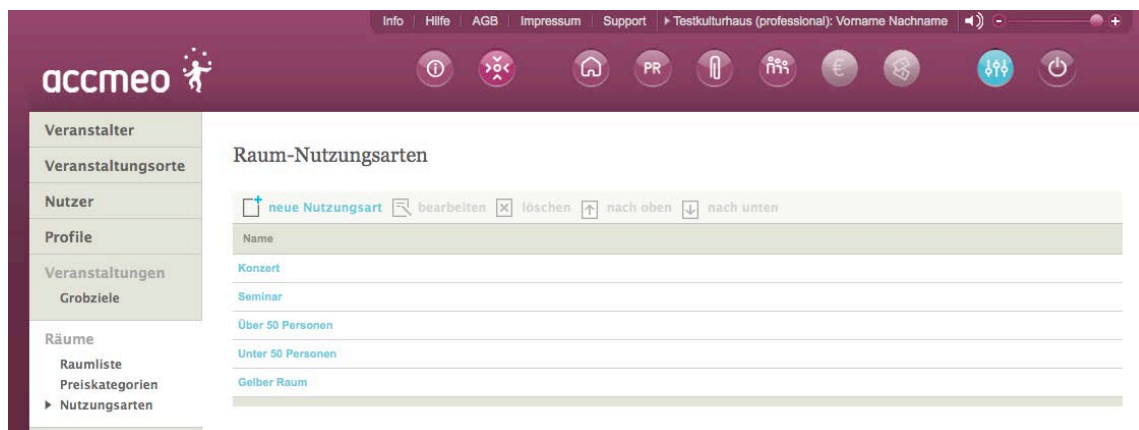 Info Hilfe AGB Impressum Support Testkulturhaus (professional): Vorname Nachname
accmeo
PR
€
Veranstalter
Veranstaltungsorte
Nutzer
Profile
Veranstaltungen
Grobziele
Räume
Raumliste
Preiskategorien
Nutzungsarten
Raum-Nutzungsarten
neue Nutzungsart bearbeiten löschen nach oben nach unten
Name
Konzert
Seminar
Über 50 Personen
Unter 50 Personen
Gelber Raum